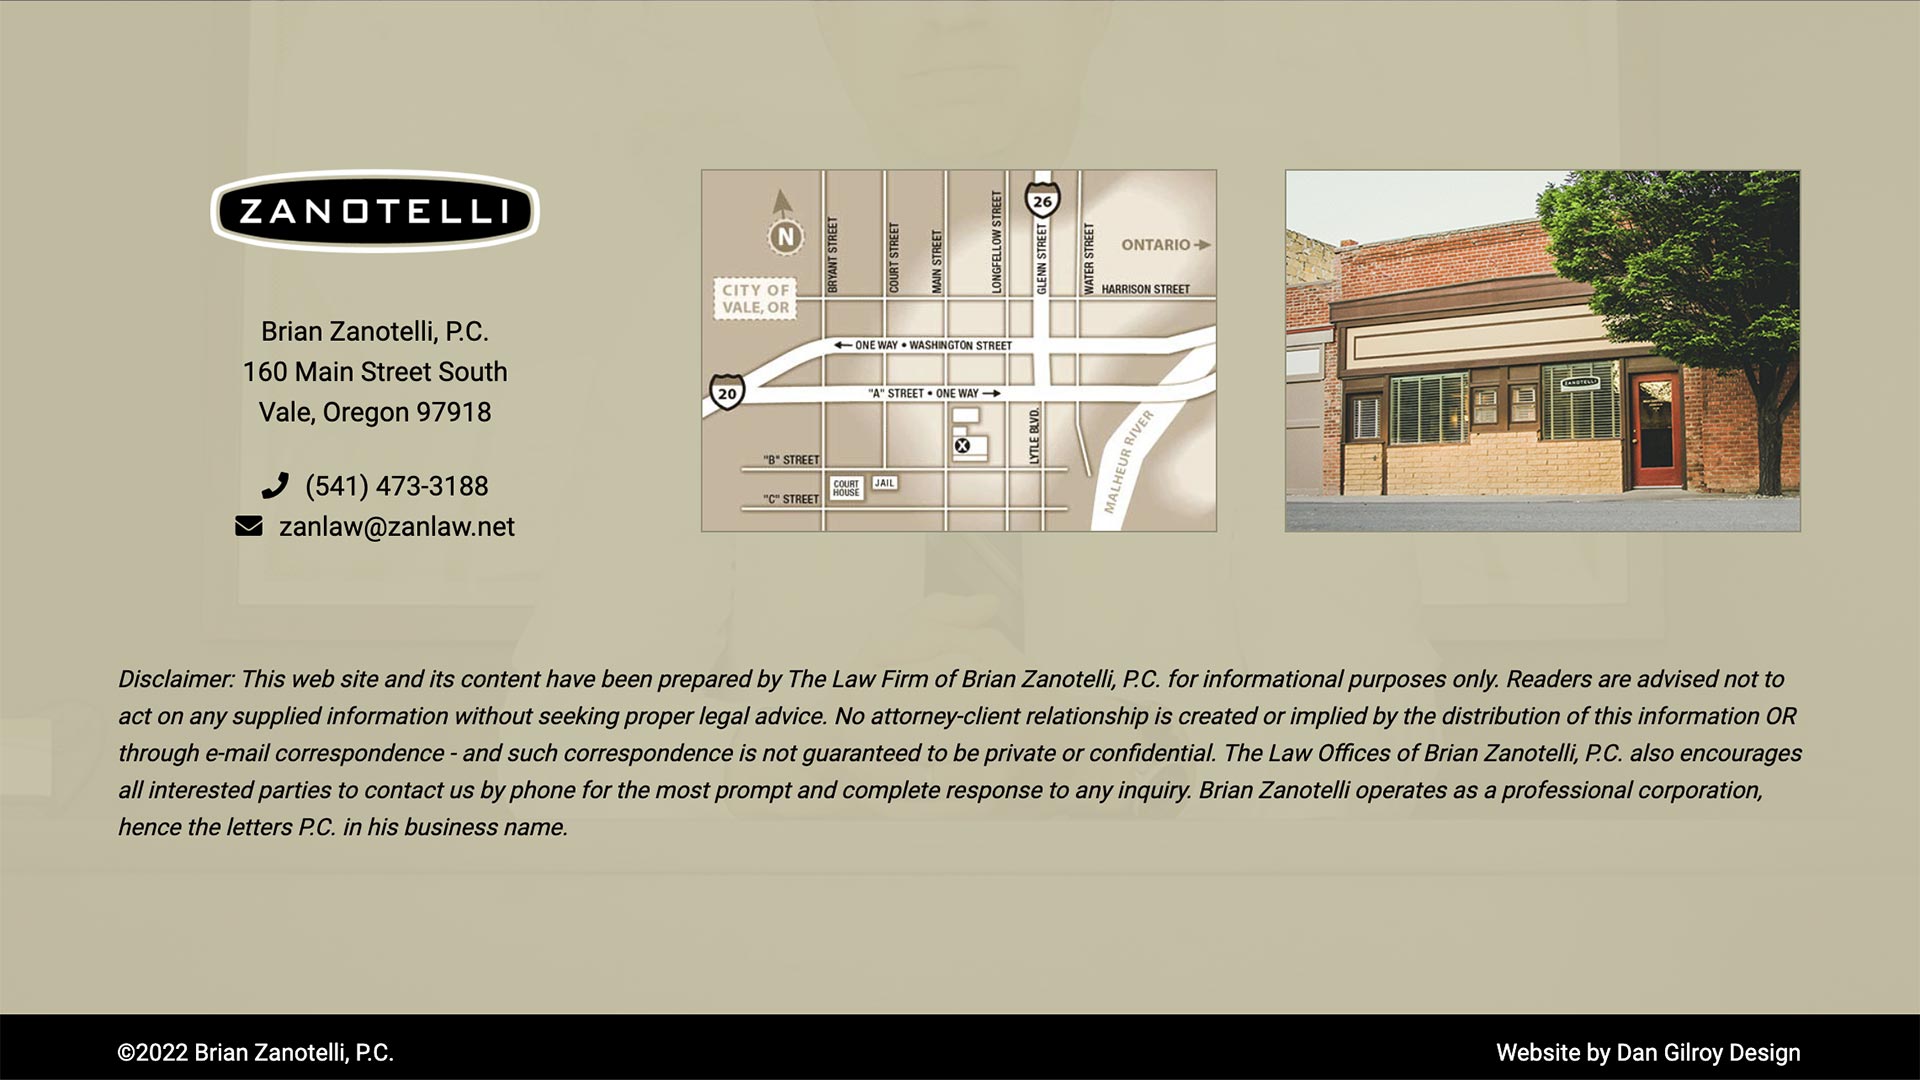 ZANOTELLI
Brian Zanotelli, P.C.
160 Main Street South
Vale, Oregon 97918
(541) 473-3188
zanlaw@zanlaw.net
N
CITY OF
VALE, OR
BRYANT STREET
COURT STREET
MAIN STREET
LONGFELLOW STREET
26
GLENN STREET
WATER STREET
ONTARIO
HARRISON STREET
ONE WAY • WASHINGTON STREET
20
"A" STREET • ONE WAY
X
LYTLE BLVD.
MALHEUR RIVER
"B" STREET
COURT
HOUSE
JAIL
"C" STREET
ZANOTELLI
Disclaimer: This web site and its content have been prepared by The Law Firm of Brian Zanotelli, P.C. for informational purposes only. Readers are advised not to
act on any supplied information without seeking proper legal advice. No attorney-client relationship is created or implied by the distribution of this information OR
through e-mail correspondence - and such correspondence is not guaranteed to be private or confidential. The Law Offices of Brian Zanotelli, P.C. also encourages
all interested parties to contact us by phone for the most prompt and complete response to any inquiry. Brian Zanotelli operates as a professional corporation,
hence the letters P.C. in his business name.
©2022 Brian Zanotelli, P.C.
Website by Dan Gilroy Design